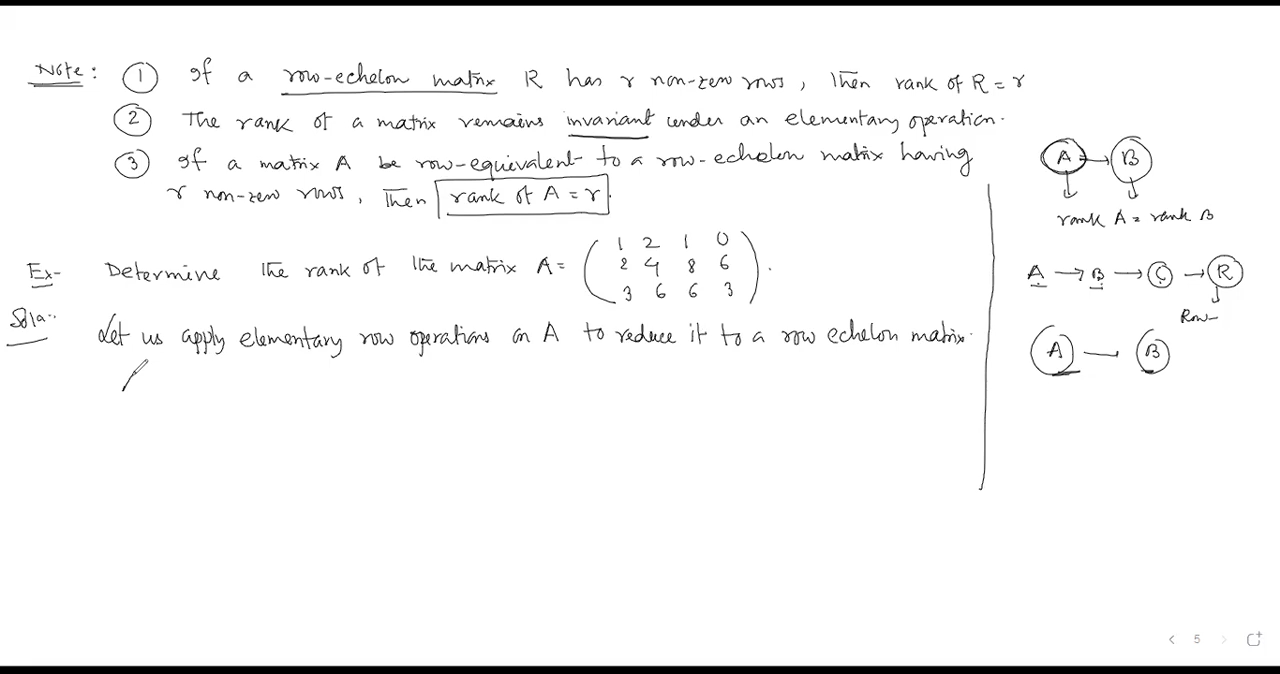 Note: ① If a row-echelon matrix R has r non-zero rows, then rank of R = r
② The rank of a matrix remains invariant under an elementary operation.
③ If a matrix A be row-equivalent to a row-echelon matrix having
r non-zero rows, then rank of A = r.
A → B
rank A = rank B
Ex- Determine the rank of the matrix A = ( 1 2 1 0
2 4 8 6
3 6 6 3 ).
A → B → C → R
Row-
Soln.
Let us apply elementary row operations on A to reduce it to a row echelon matrix.
A — B
< 5 >